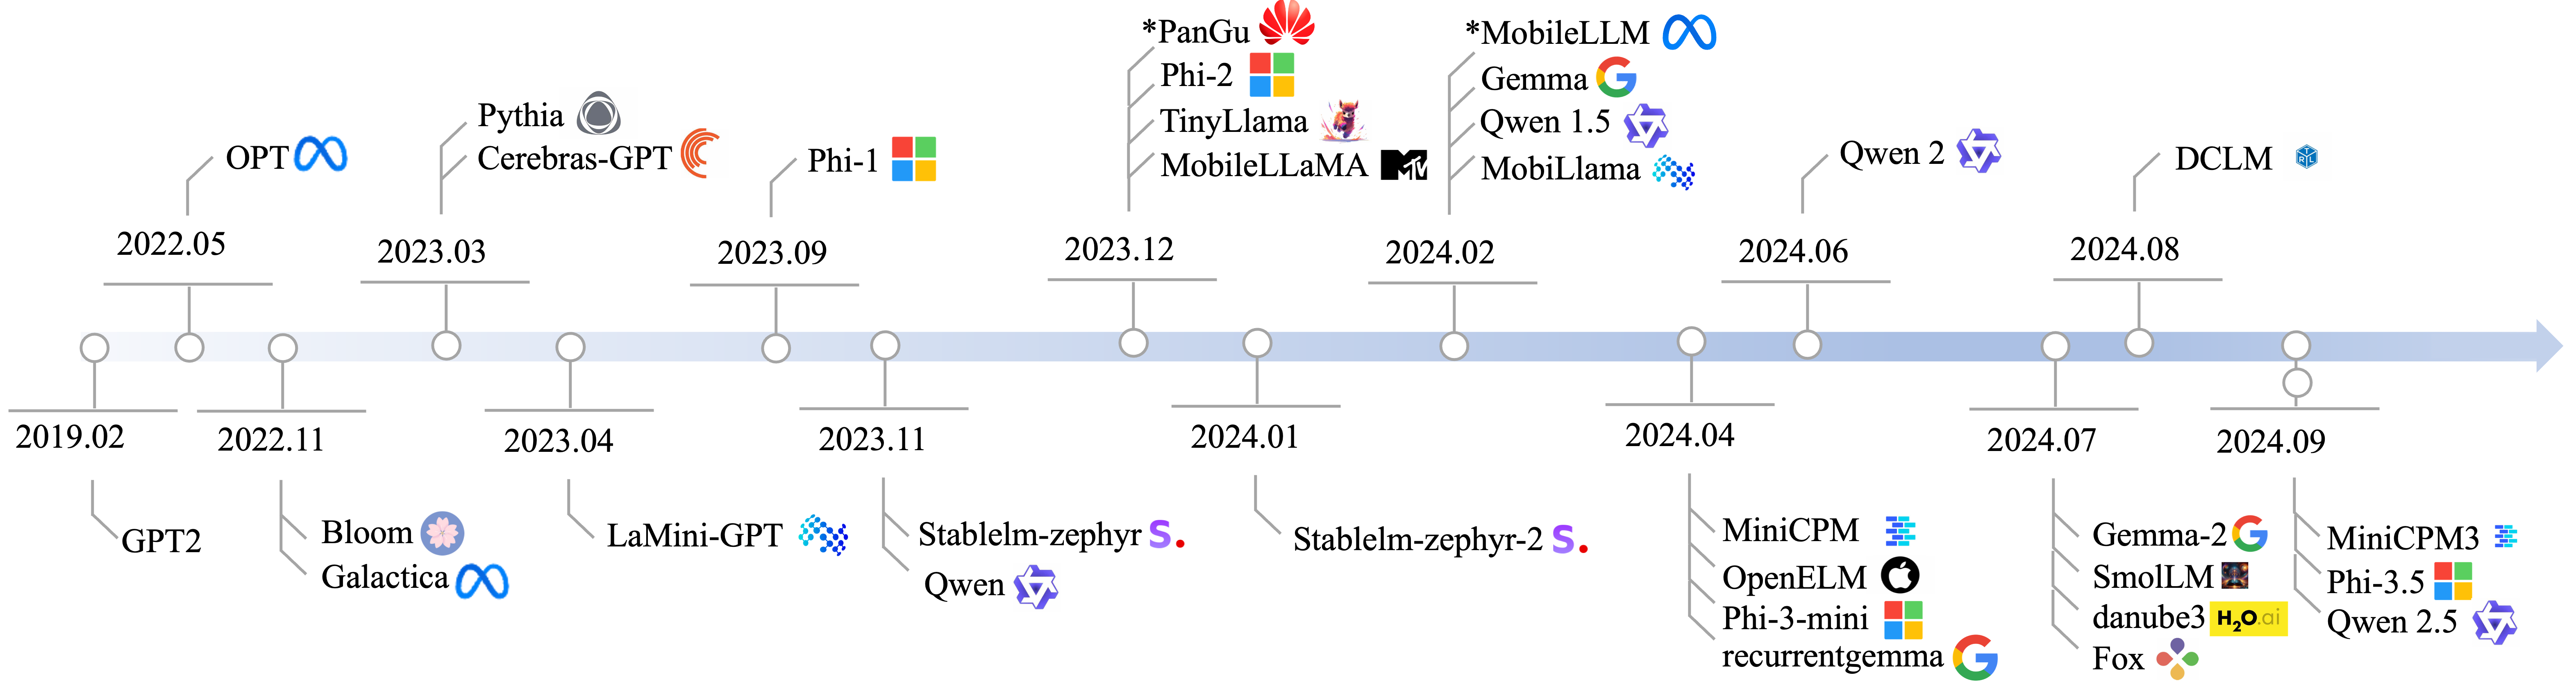 *PanGu
Phi-2
TinyLlama
MobileLLaMA MTV
*MobileLLM
Gemma
Qwen 1.5
MobiLlama
Pythia
Cerebras-GPT
OPT
Phi-1
Qwen 2
DCLM
2022.05
2023.03
2023.09
2023.12
2024.02
2024.06
2024.08
2019.02
2022.11
2023.04
2023.11
2024.01
2024.04
2024.07
2024.09
GPT2
Bloom
Galactica
LaMini-GPT
Stablelm-zephyr S.
Qwen
Stablelm-zephyr-2 S.
MiniCPM
OpenELM
Phi-3-mini
recurrentgemma
Gemma-2
SmolLM
danube3 H2O.ai
Fox
MiniCPM3
Phi-3.5
Qwen 2.5